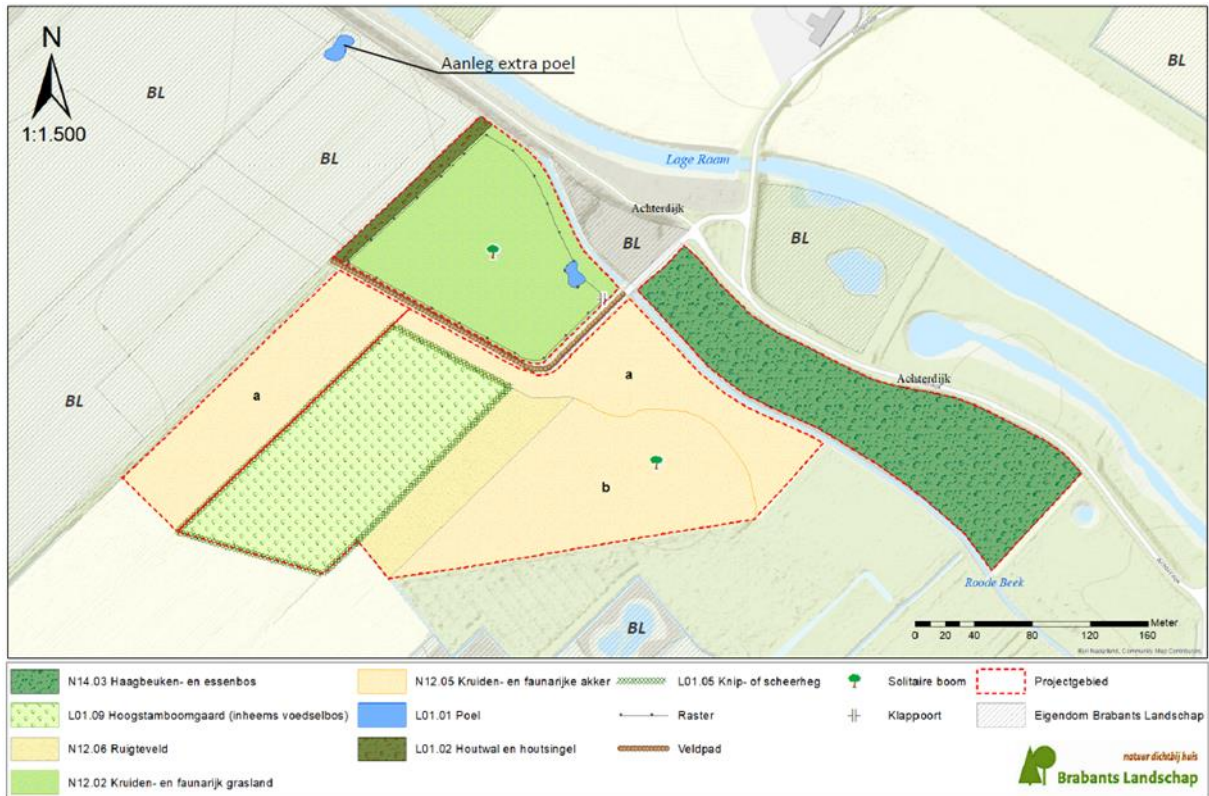 N
1:1.500
Aanleg extra poel
BL
BL
BL
BL
Lage Raam
Achterdijk
BL
BL
a
a
b
Achterdijk
BL
Roode Beek
Meter
0 20 40 80 120 160
N14.03 Haagbeuken- en essenbos
L01.09 Hoogstamboomgaard (inheems voedselbos)
N12.06 Ruigteveld
N12.02 Kruiden- en faunarijk grasland
N12.05 Kruiden- en faunarijke akker
L01.01 Poel
L01.02 Houtwal en houtsingel
L01.05 Knip- of scheerheg
Raster
Veldpad
Solitaire boom
Klappoort
Projectgebied
Eigendom Brabants Landschap
natuur dichtbij huis
Brabants Landschap